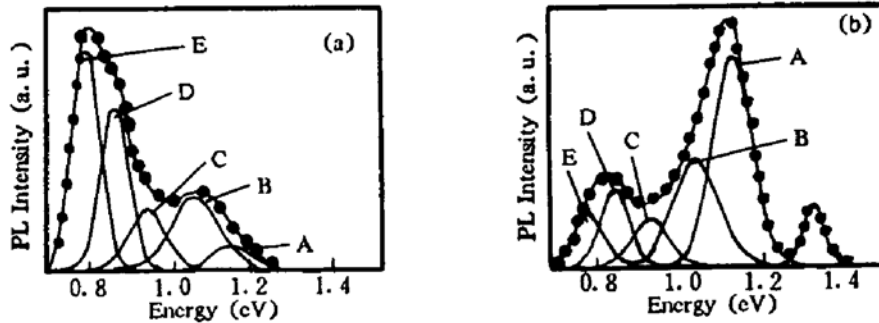 (a)
E
D
C
B
A
PL Intensity (a. u.)
0.8 1.0 1.2 1.4
Energy (eV)
(b)
A
D
C
B
E
PL Intensity (a. u.)
0.8 1.0 1.2 1.4
Energy (eV)